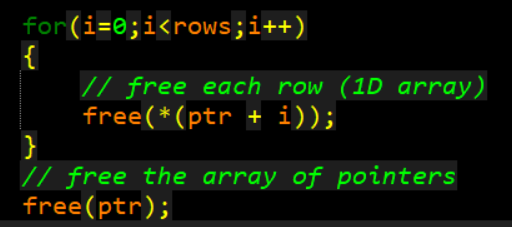 for(i=0;i<rows;i++)
{
// free each row (1D array)
free(*(ptr + i));
}
// free the array of pointers
free(ptr);